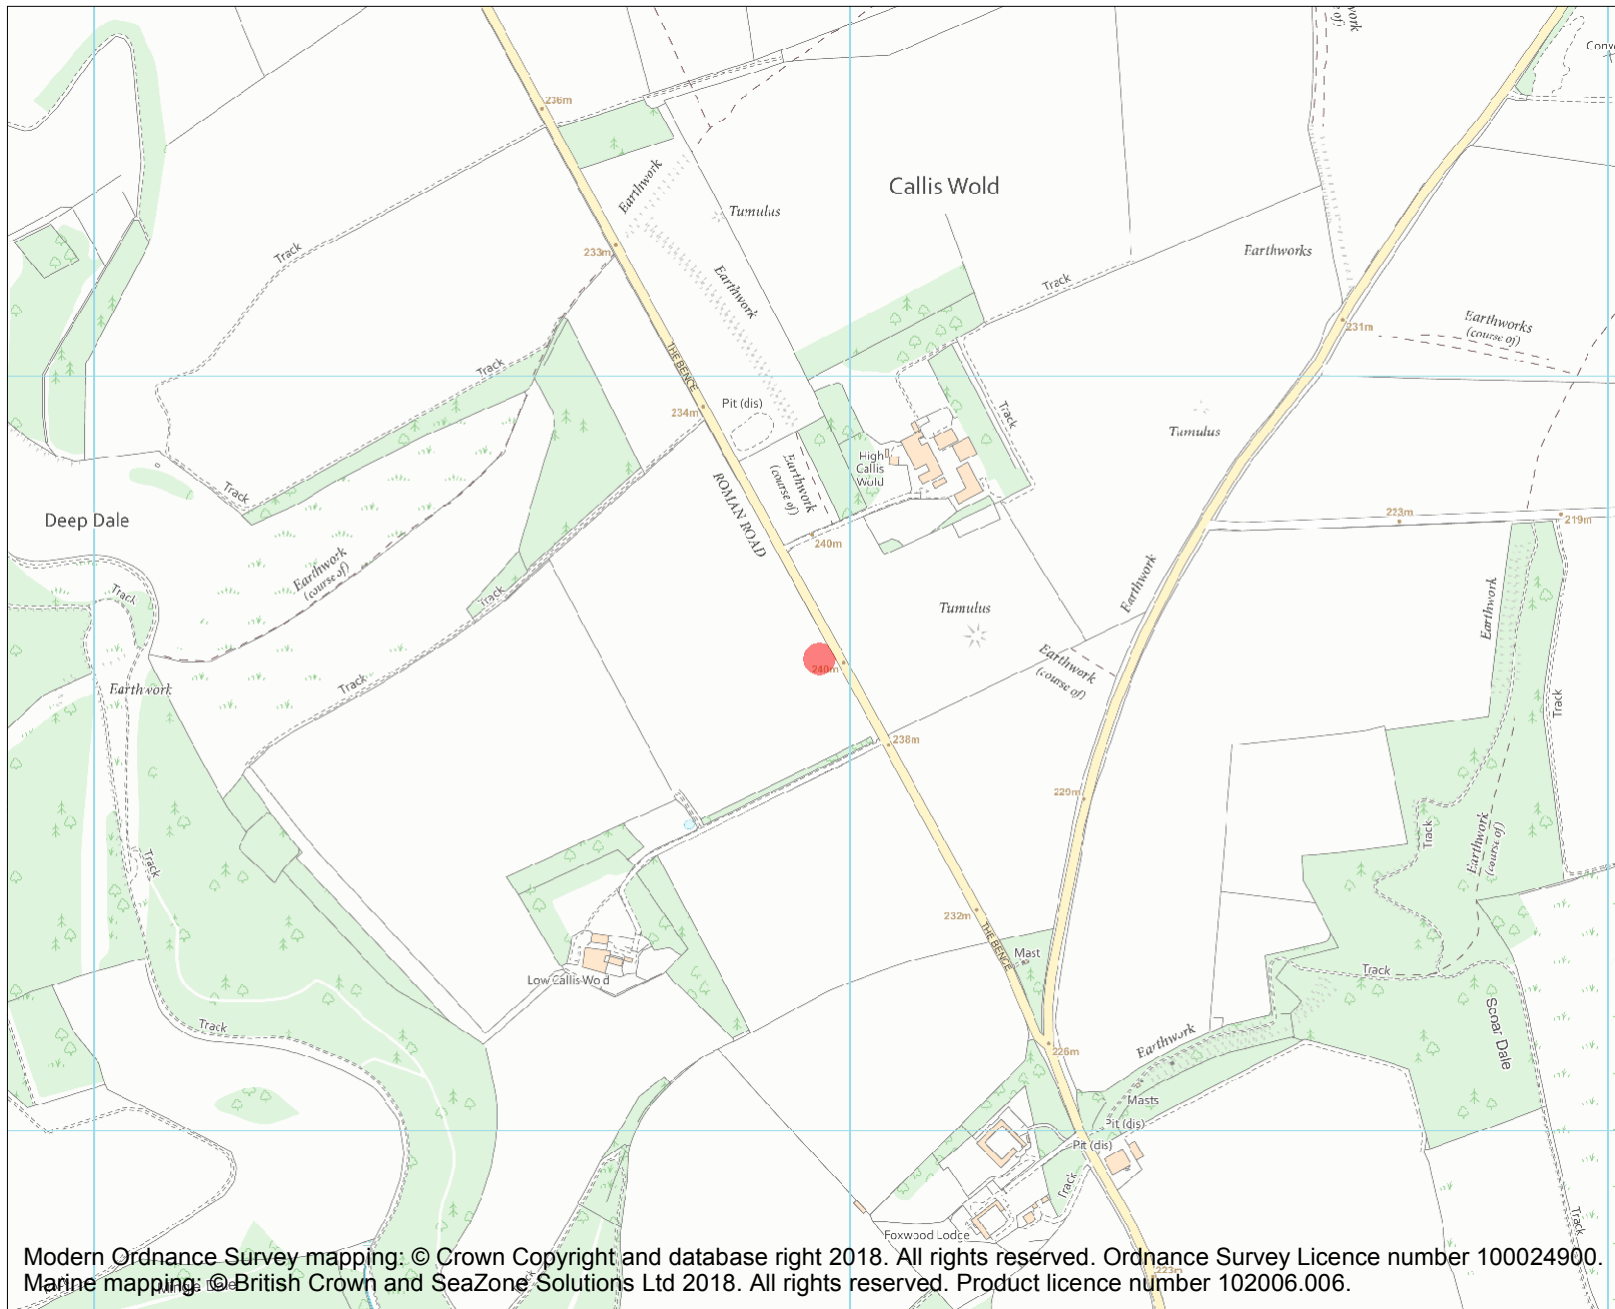 236m
Callis Wold
Earthwork
Tumulus
Track
233m
Earthwork
Earthworks
Track
231m
Earthworks
(course of)
THE BENCE
Track
234m
Pit (dis)
Track
Tumulus
High
Callis
Wold
Earthwork
(course of)
ROMAN ROAD
Track
Deep Dale
240m
223m
219m
Earthwork
(course of)
Track
Track
Earthwork
Earthwork
Tumulus
240m
Earthwork
(course of)
Earthwork
Track
Track
238m
229m
Track
Track
Earthwork
(course of)
232m
THE BENCE
Mast
Track
Low Callis Wold
Track
226m
Earthwork
Masts
Pit (dis)
Pit (dis)
Track
Track
Foxwood Lodge
Track
223m
Modern Ordnance Survey mapping: © Crown Copyright and database right 2018. All rights reserved. Ordnance Survey Licence number 100024900.
Marine mapping: © British Crown and SeaZone Solutions Ltd 2018. All rights reserved. Product licence number 102006.006.